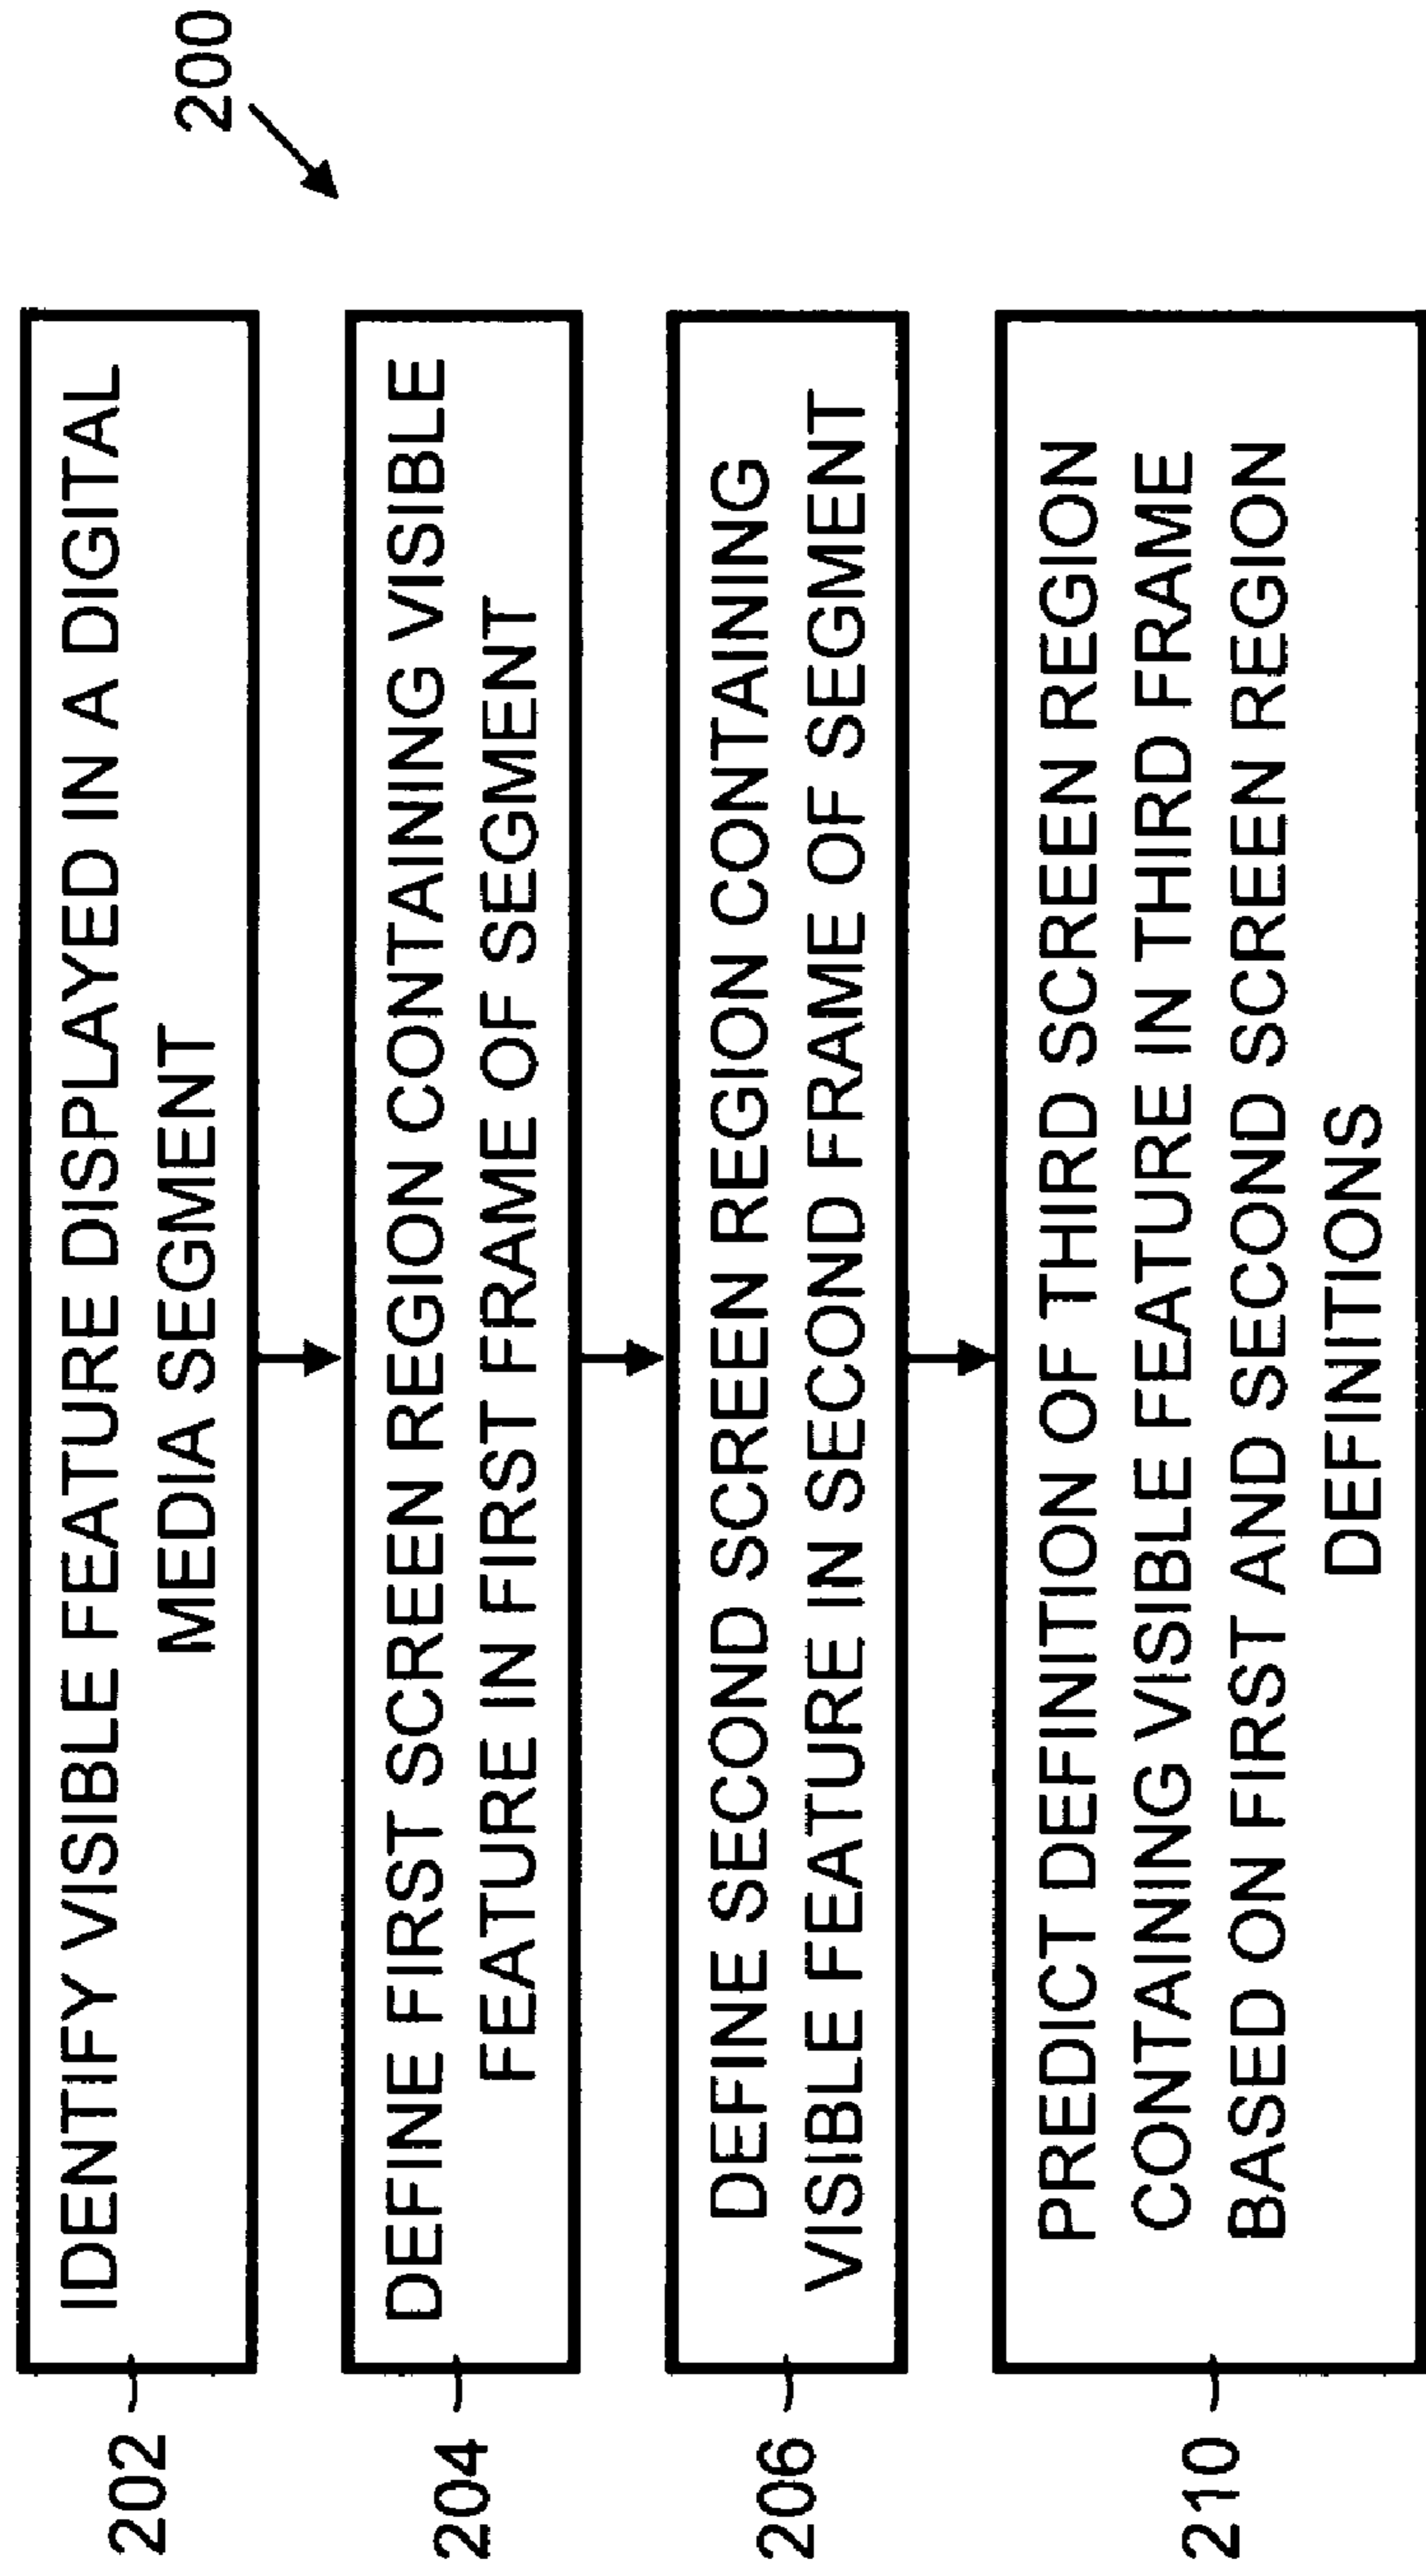 200
202
IDENTIFY VISIBLE FEATURE DISPLAYED IN A DIGITAL
MEDIA SEGMENT
204
DEFINE FIRST SCREEN REGION CONTAINING VISIBLE
FEATURE IN FIRST FRAME OF SEGMENT
206
DEFINE SECOND SCREEN REGION CONTAINING
VISIBLE FEATURE IN SECOND FRAME OF SEGMENT
210
PREDICT DEFINITION OF THIRD SCREEN REGION
CONTAINING VISIBLE FEATURE IN THIRD FRAME
BASED ON FIRST AND SECOND SCREEN REGION
DEFINITIONS